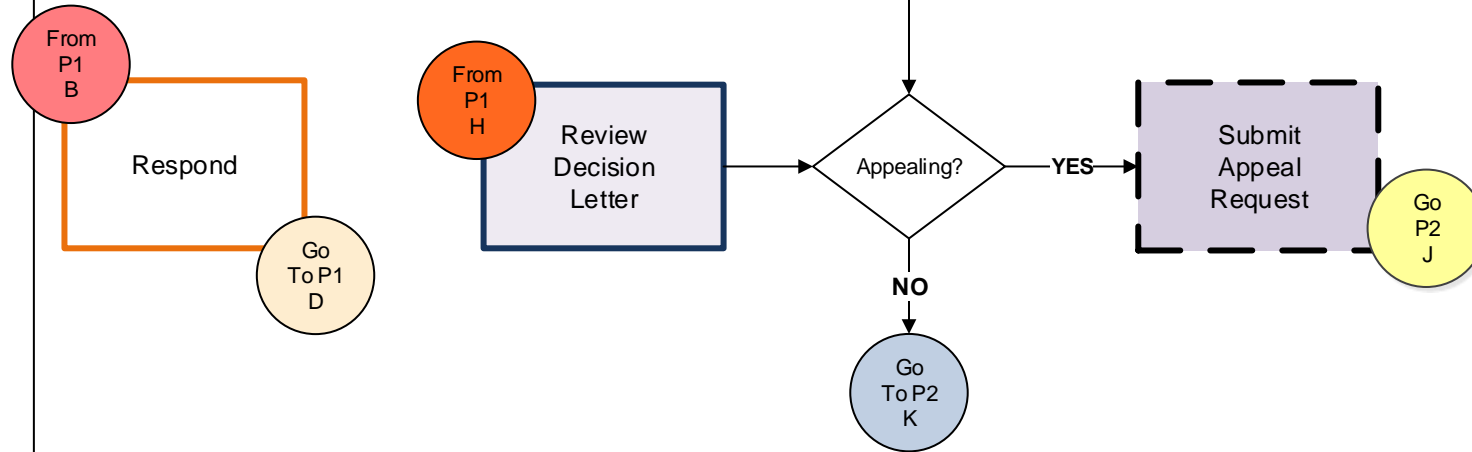 From
P1
B
Respond
Go
To P1
D
From
P1
H
Review
Decision
Letter
Appealing?
YES
NO
Go
To P2
K
Submit
Appeal
Request
Go
P2
J